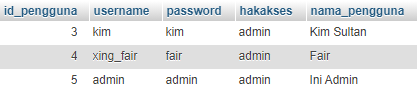 id_pengguna username password hakakses nama_pengguna
3 kim kim admin Kim Sultan
4 xing_fair fair admin Fair
5 admin admin admin Ini Admin